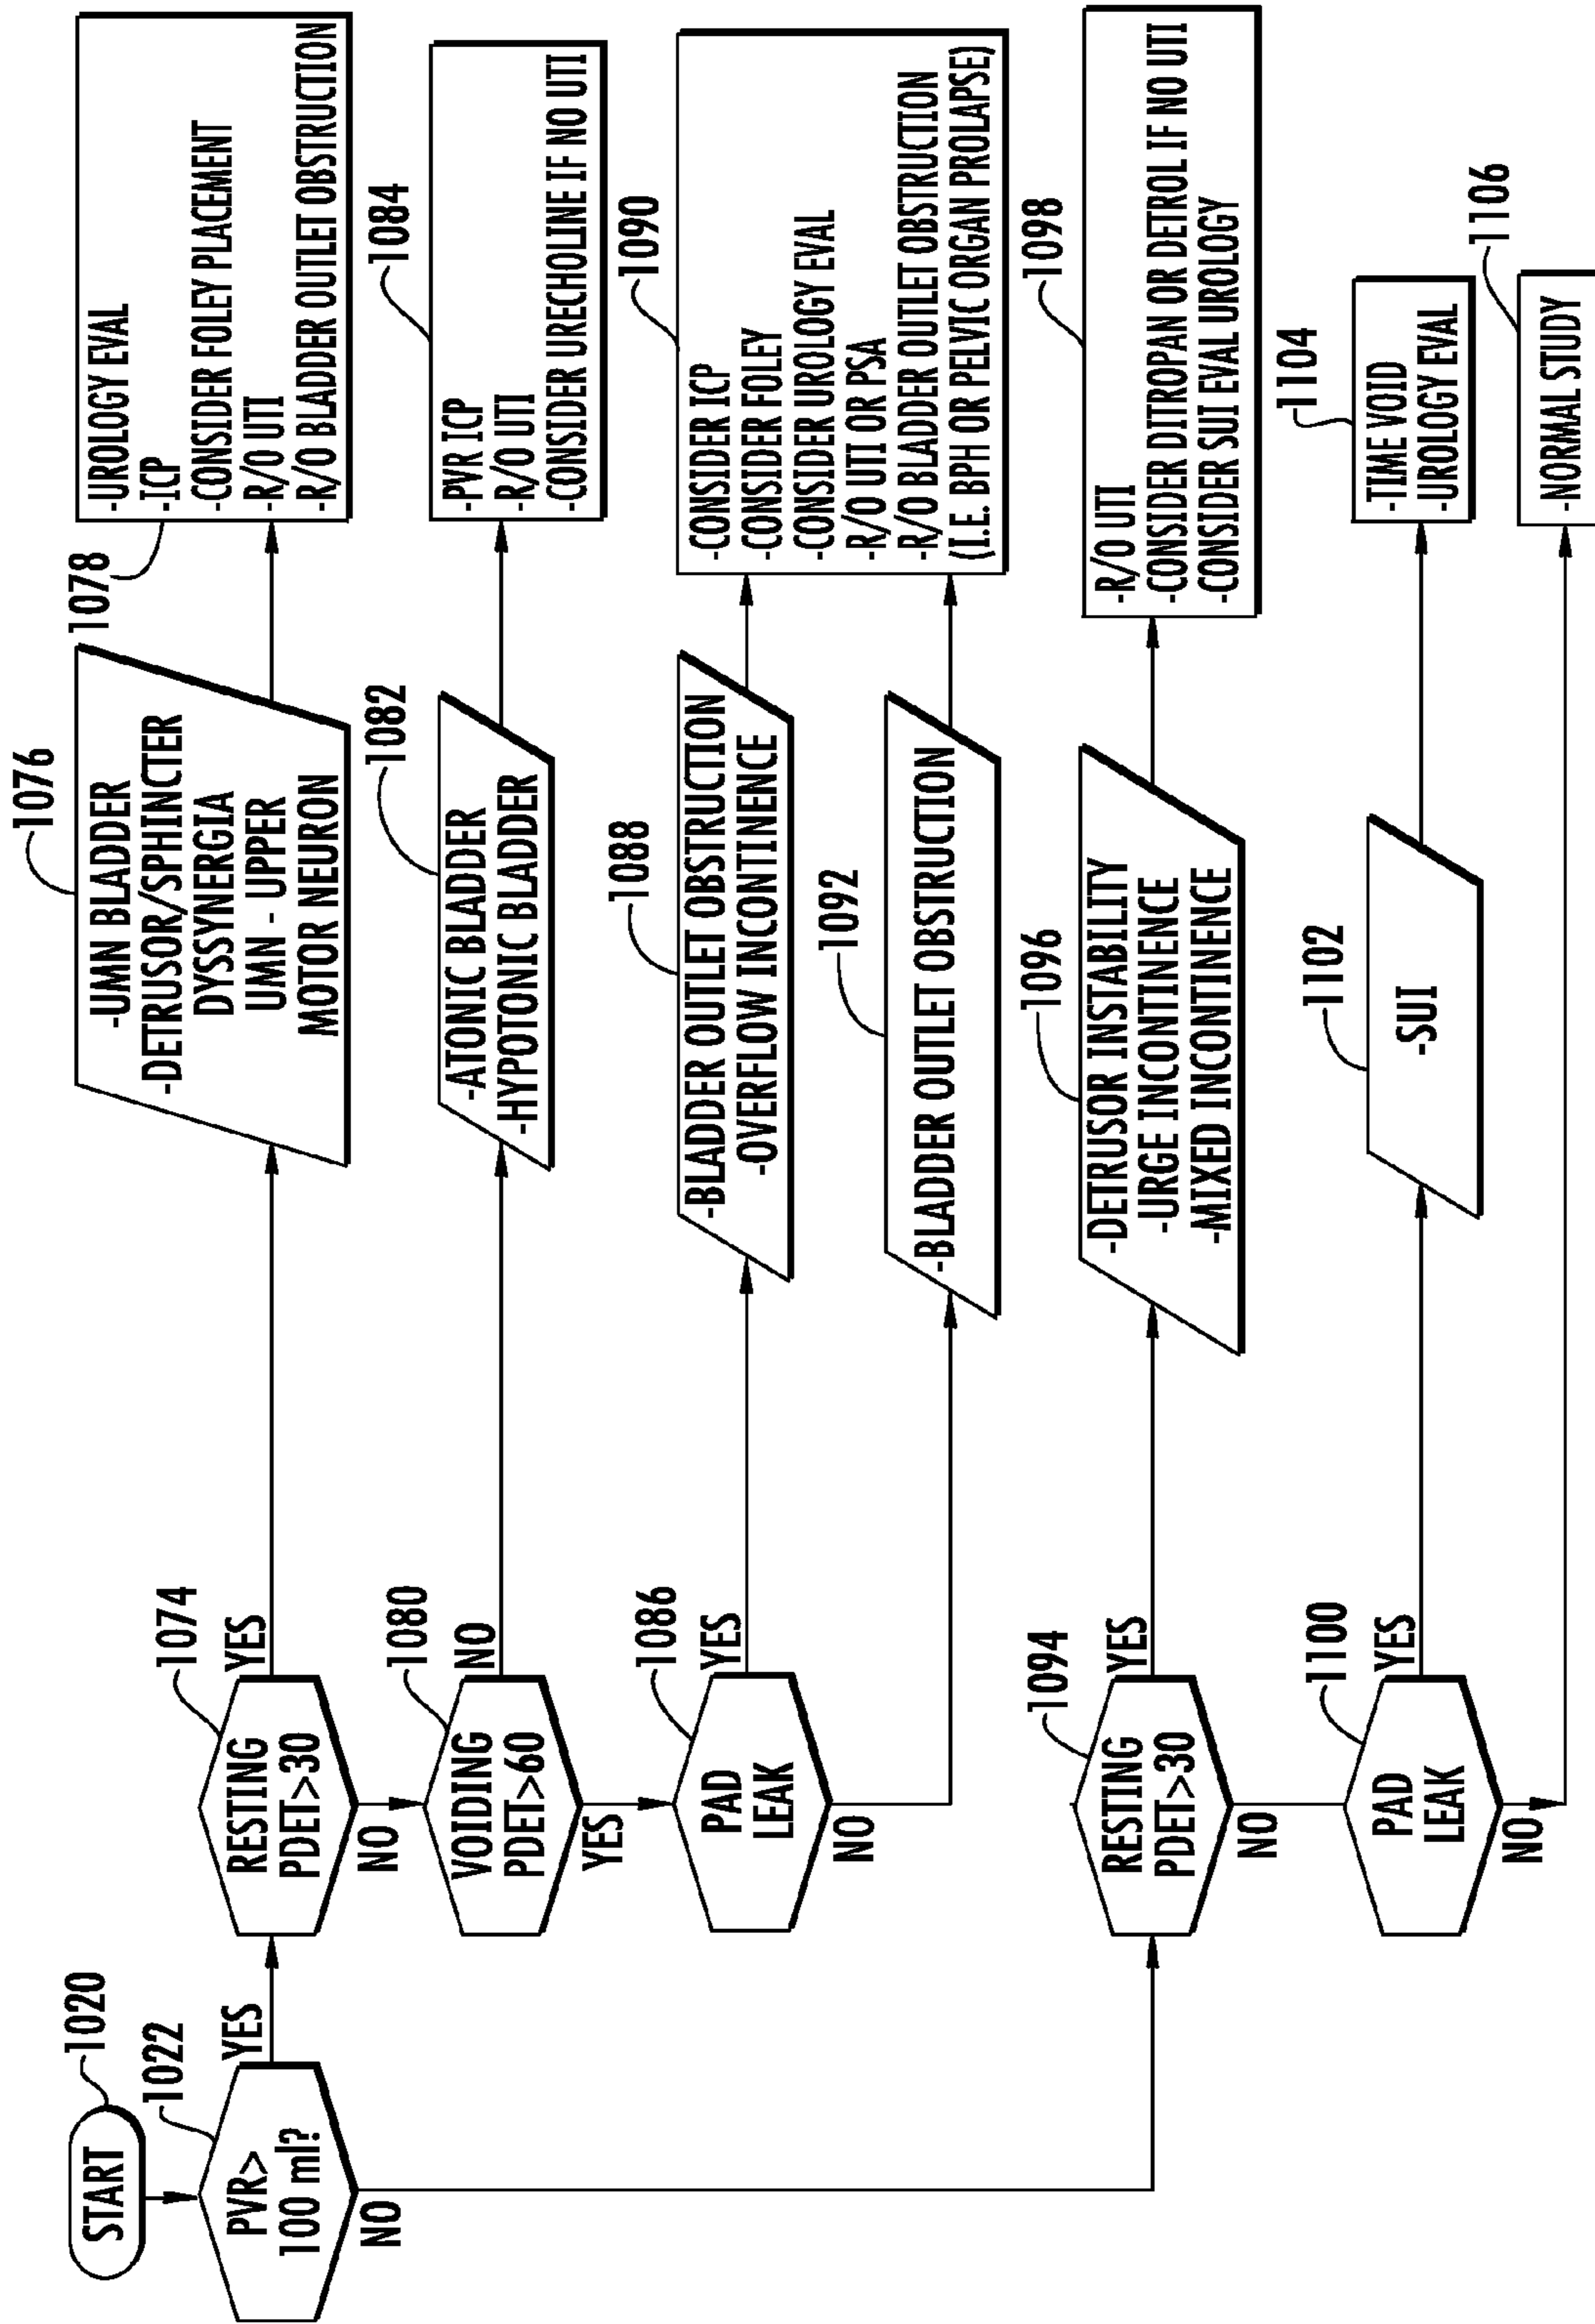 START
1020
PVR>
100 ml?
1022
YES
NO
RESTING
PDET>30
1074
YES
NO
-UMN BLADDER
-DETRUSOR/SPHINCTER
DYSSYNERGIA
UMN - UPPER
MOTOR NEURON
1076
-UROLOGY EVAL
-ICP
-CONSIDER FOLEY PLACEMENT
-R/O UTI
-R/O BLADDER OUTLET OBSTRUCTION
1078
VOIDING
PDET>60
1080
NO
YES
-ATONIC BLADDER
-HYPOTONIC BLADDER
1082
-PVR ICP
-R/O UTI
-CONSIDER URECHOLINE IF NO UTI
1084
PAD
LEAK
1086
YES
NO
-BLADDER OUTLET OBSTRUCTION
-OVERFLOW INCONTINENCE
1088
-CONSIDER ICP
-CONSIDER FOLEY
-CONSIDER UROLOGY EVAL
-R/O UTI OR PSA
-R/O BLADDER OUTLET OBSTRUCTION
(I.E. BPH OR PELVIC ORGAN PROLAPSE)
1090
-BLADDER OUTLET OBSTRUCTION
1092
RESTING
PDET>30
1094
YES
NO
-DETRUSOR INSTABILITY
-URGE INCONTINENCE
-MIXED INCONTINENCE
1096
-R/O UTI
-CONSIDER DITROPAN OR DETROL IF NO UTI
-CONSIDER SUI EVAL UROLOGY
1098
PAD
LEAK
1100
YES
NO
-SUI
1102
-TIME VOID
-UROLOGY EVAL
1104
-NORMAL STUDY
1106